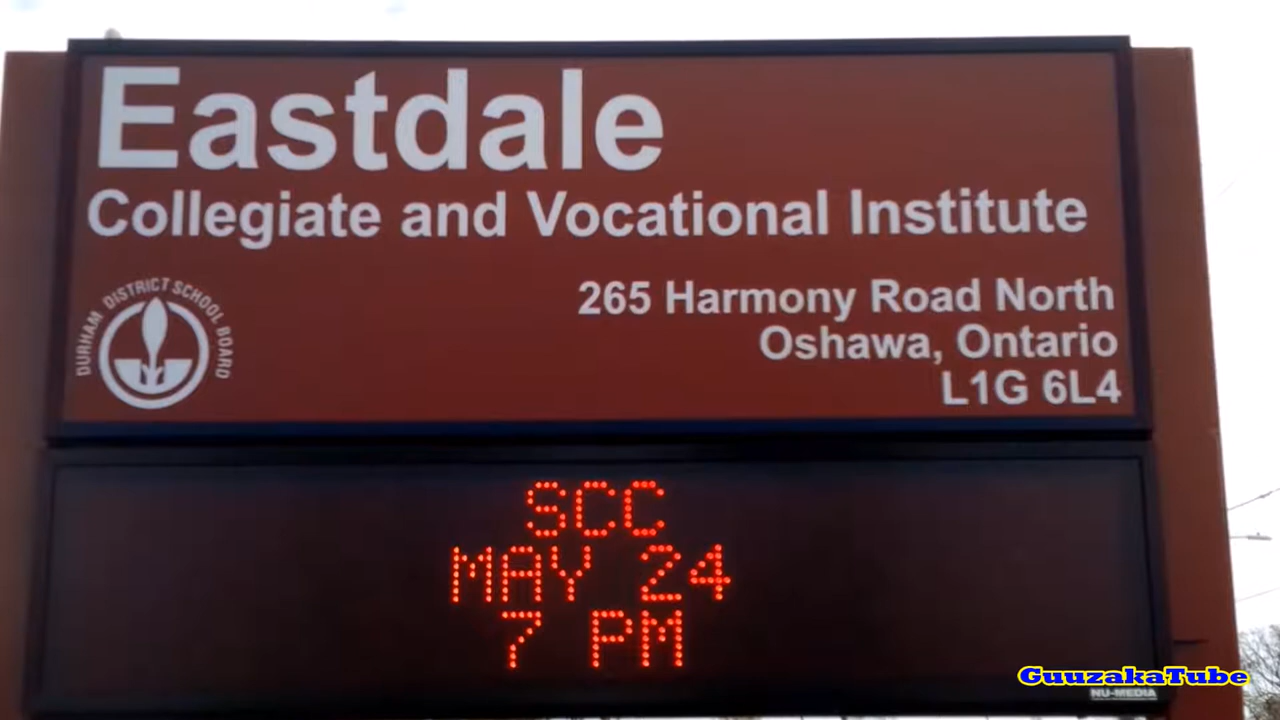 Eastdale
Collegiate and Vocational Institute
DURHAM DISTRICT SCHOOL BOARD
265 Harmony Road North
Oshawa, Ontario
L1G 6L4
SCC
MAY 24
7 PM
GuuzakaTube
NU-MEDIA